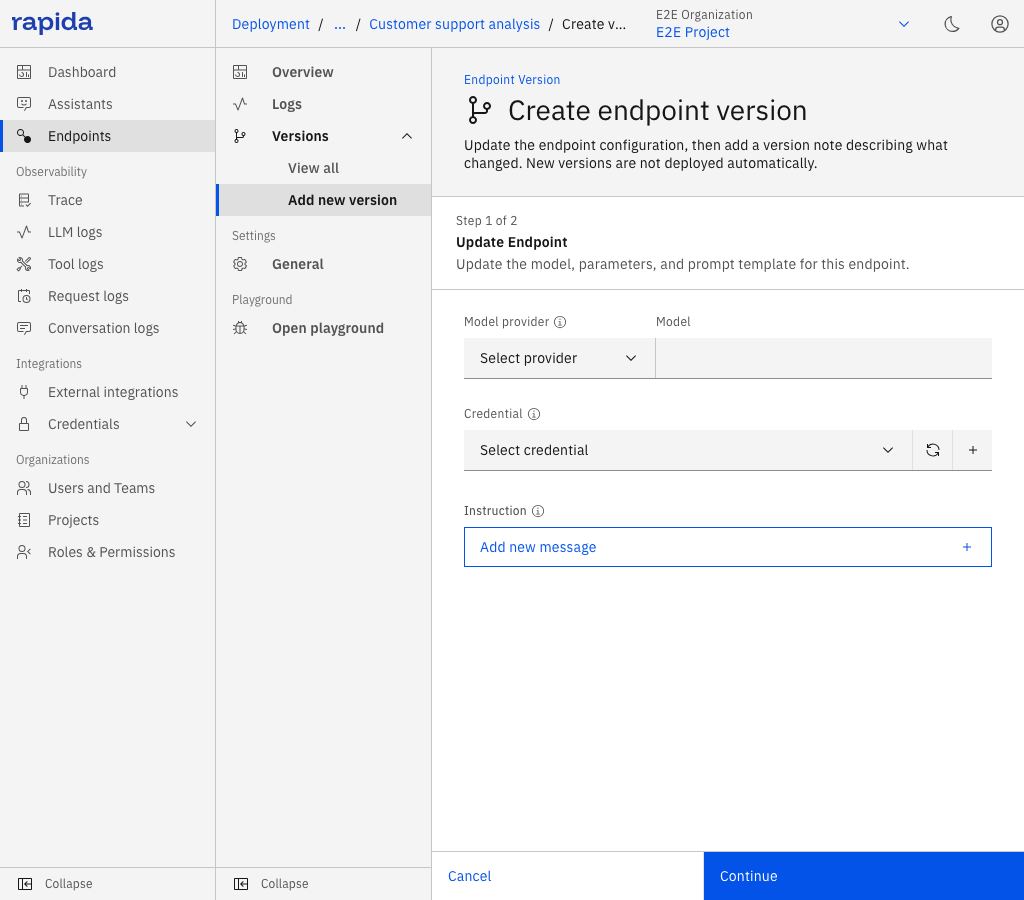 rapida
Deployment / ... / Customer support analysis / Create v...
E2E Organization
E2E Project
Dashboard
Assistants
Endpoints
Observability
Trace
LLM logs
Tool logs
Request logs
Conversation logs
Integrations
External integrations
Credentials
Organizations
Users and Teams
Projects
Roles & Permissions
Collapse
Overview
Logs
Versions
View all
Add new version
Settings
General
Playground
Open playground
Collapse
Endpoint Version
Create endpoint version
Update the endpoint configuration, then add a version note describing what
changed. New versions are not deployed automatically.
Step 1 of 2
Update Endpoint
Update the model, parameters, and prompt template for this endpoint.
Model provider
Model
Select provider
Credential
Select credential
+
Instruction
Add new message +
Cancel
Continue